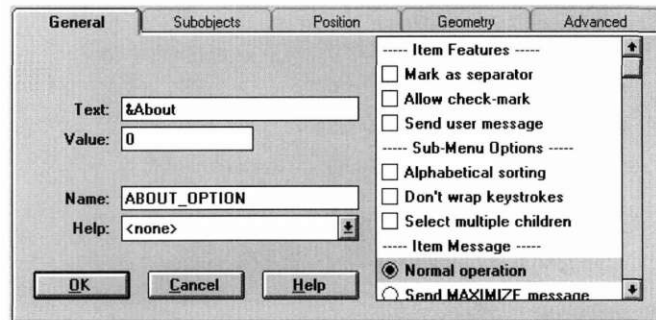 General Subobjects Position Geometry Advanced
Text: &About
Value: 0
Name: ABOUT_OPTION
Help: <none>
OK Cancel Help
----- Item Features -----
Mark as separator
Allow check-mark
Send user message
----- Sub-Menu Options -----
Alphabetical sorting
Don't wrap keystrokes
Select multiple children
----- Item Message -----
Normal operation
Send MAXIMIZE message